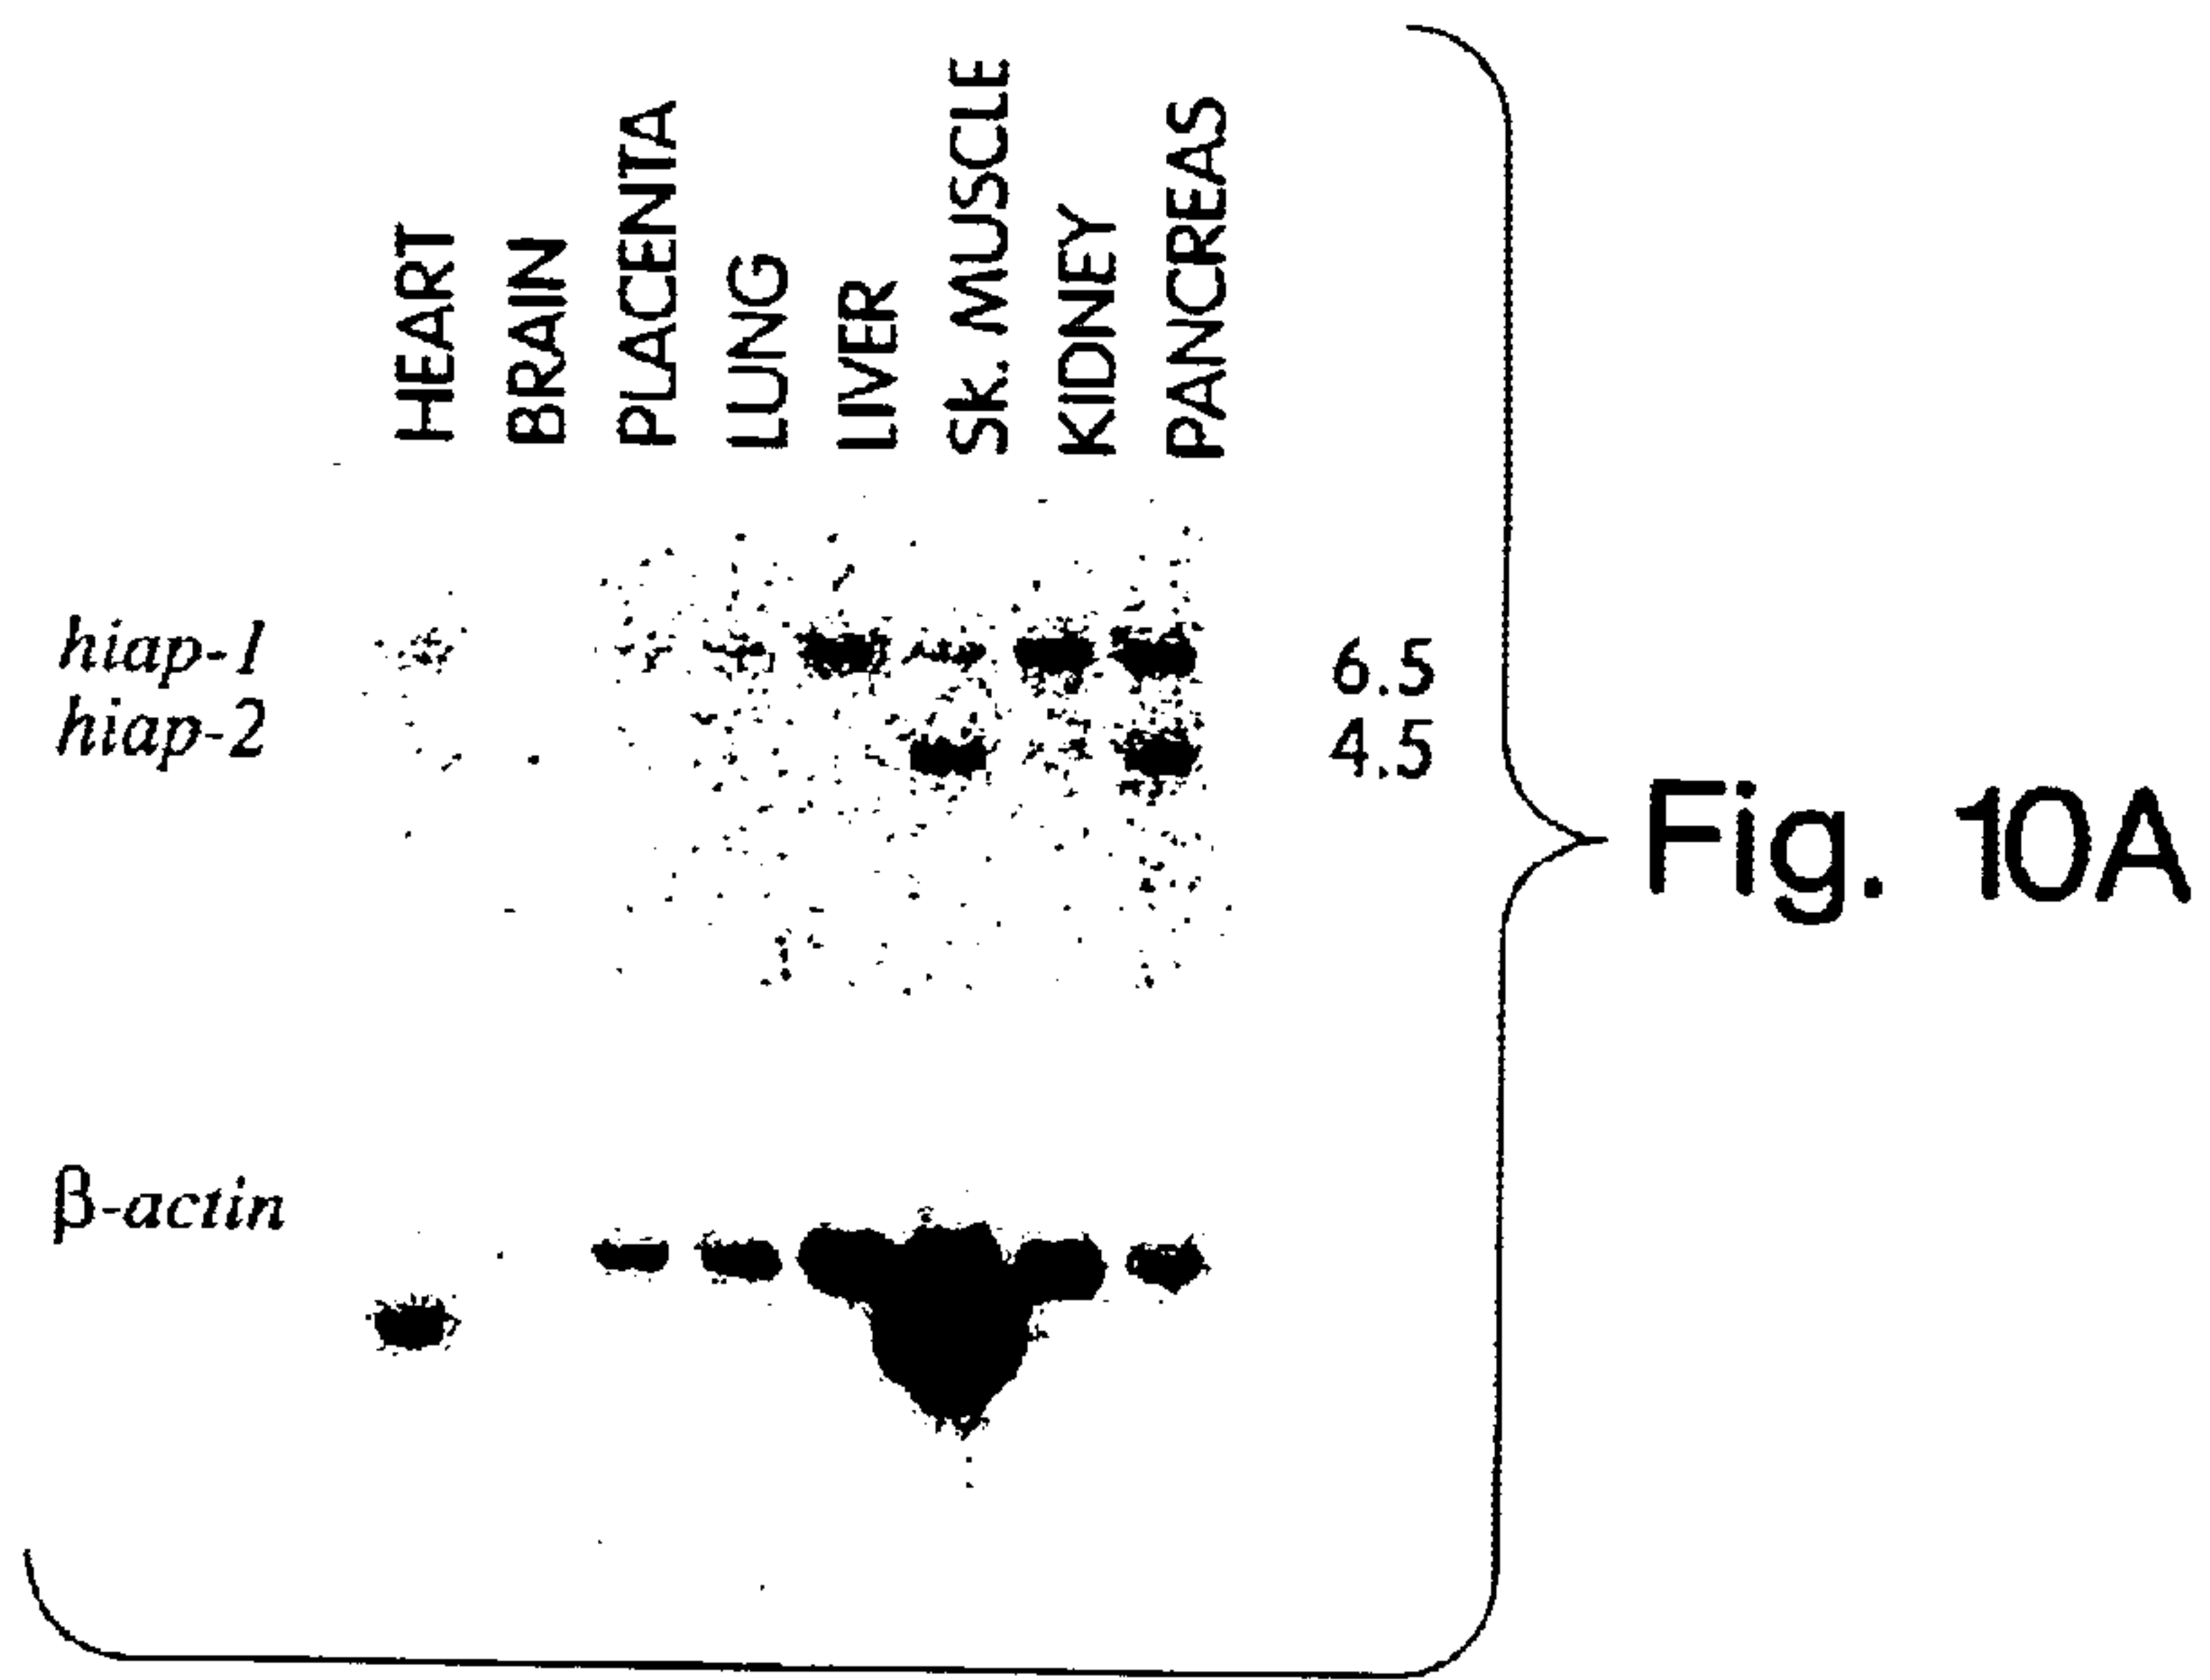 HEART
BRAIN
PLACENTA
LUNG
LIVER
SK. MUSCLE
KIDNEY
PANCREAS
hiap-1
6.5
hiap-2
4.5
β-actin
Fig. 10A